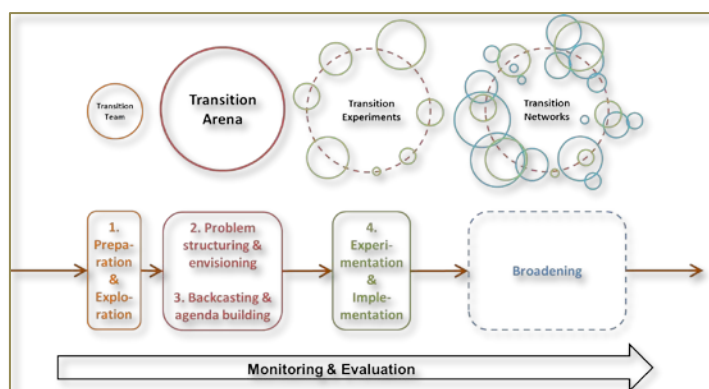 Transition
Team
Transition
Arena
Transition
Experiments
Transition
Networks
1.
Prepa-
ration
&
Explo-
ration
2. Problem
structuring &
envisioning
3. Backcasting &
agenda building
4.
Experi-
mentation
&
Imple-
mentation
Broadening
Monitoring & Evaluation